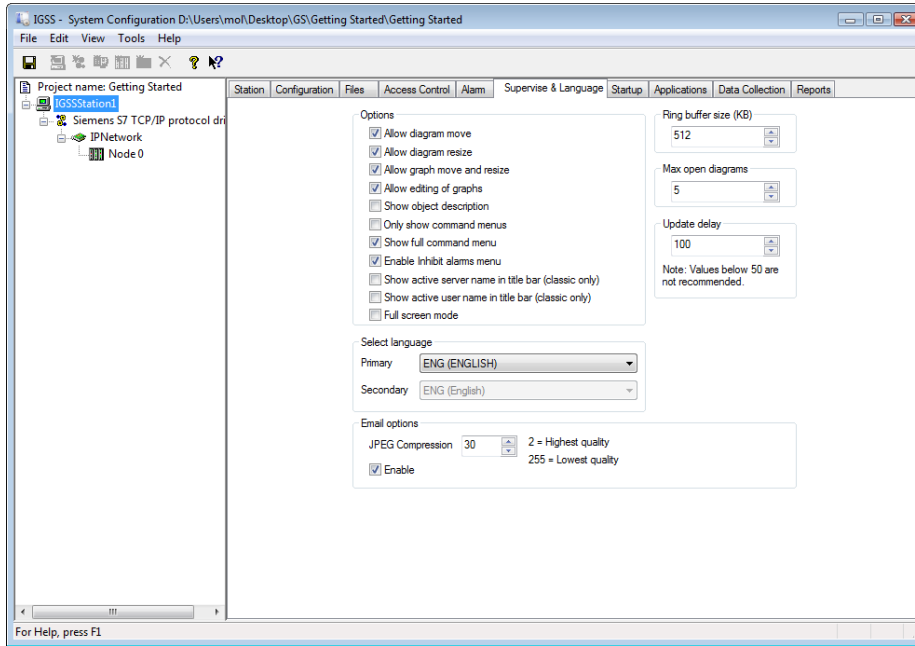 IGSS - System Configuration D:\Users\mol\Desktop\GS\Getting Started\Getting Started
File Edit View Tools Help
Project name: Getting Started
IGSSStation1
Siemens S7 TCP/IP protocol dri
IPNetwork
Node 0
Station Configuration Files Access Control Alarm Supervise & Language Startup Applications Data Collection Reports
Options
Allow diagram move
Allow diagram resize
Allow graph move and resize
Allow editing of graphs
Show object description
Only show command menus
Show full command menu
Enable Inhibit alarms menu
Show active server name in title bar (classic only)
Show active user name in title bar (classic only)
Full screen mode
Ring buffer size (KB)
512
Max open diagrams
5
Update delay
100
Note: Values below 50 are
not recommended.
Select language
Primary ENG (ENGLISH)
Secondary ENG (English)
Email options
JPEG Compression 30 2 = Highest quality
255 = Lowest quality
Enable
For Help, press F1